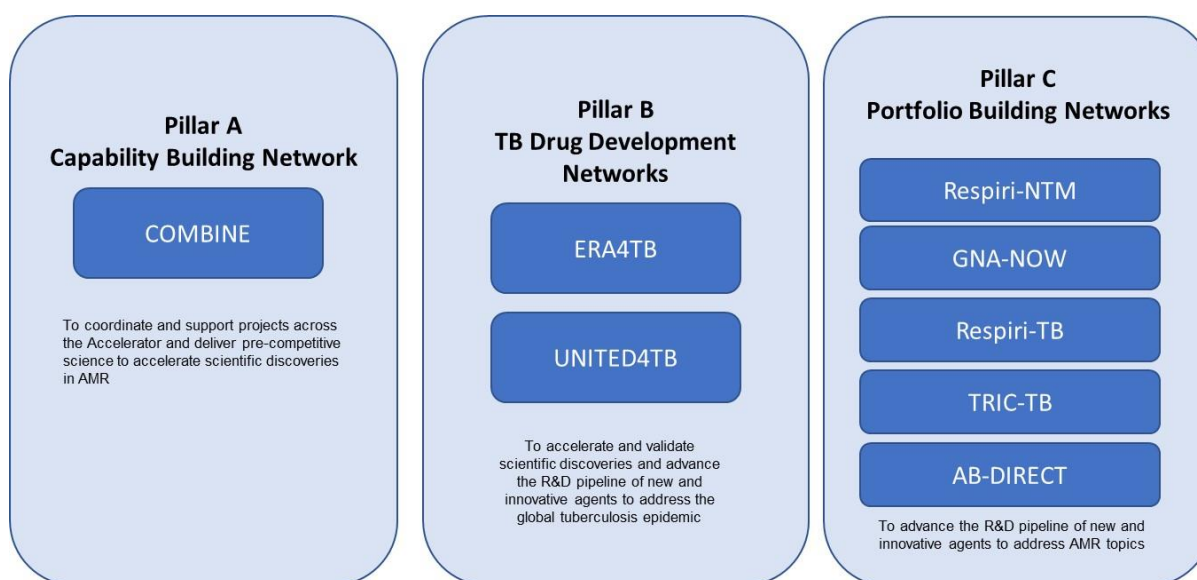 Pillar A
Capability Building Network
COMBINE
To coordinate and support projects across
the Accelerator and deliver pre-competitive
science to accelerate scientific discoveries
in AMR
Pillar B
TB Drug Development
Networks
ERA4TB
UNITED4TB
To accelerate and validate
scientific discoveries and advance
the R&D pipeline of new and
innovative agents to address the
global tuberculosis epidemic
Pillar C
Portfolio Building Networks
Respiri-NTM
GNA-NOW
Respiri-TB
TRIC-TB
AB-DIRECT
To advance the R&D pipeline of new and
innovative agents to address AMR topics